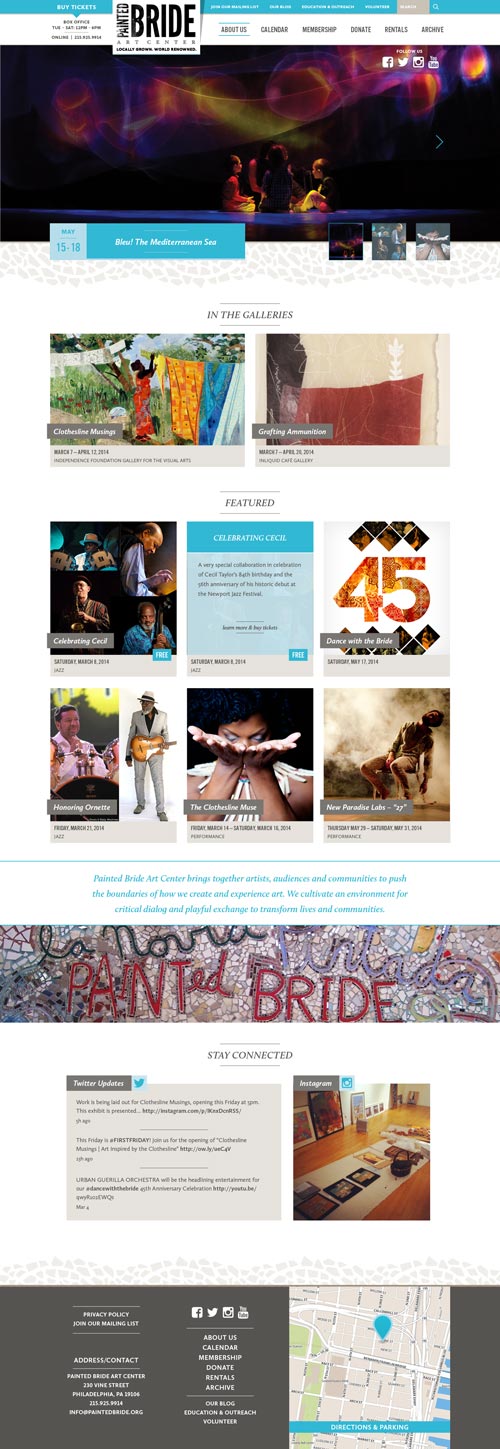 BUY TICKETS
BOX OFFICE
TUE - SAT: 12PM - 6PM
ONLINE | 215.925.9914
PAINTED
BRIDE
ART CENTER
LOCALLY GROWN. WORLD RENOWNED.
JOIN OUR MAILING LIST
OUR BLOG
EDUCATION & OUTREACH
VOLUNTEER
SEARCH
ABOUT US
CALENDAR
MEMBERSHIP
DONATE
RENTALS
ARCHIVE
FOLLOW US
You Tube
MAY
15-18
Bleu! The Mediterranean Sea
IN THE GALLERIES
Clothesline Musings
MARCH 7 – APRIL 12, 2014
INDEPENDENCE FOUNDATION GALLERY FOR THE VISUAL ARTS
Grafting Ammunition
MARCH 7 – APRIL 20, 2014
INLIQUID CAFÉ GALLERY
FEATURED
Celebrating Cecil
FREE
SATURDAY, MARCH 8, 2014
JAZZ
CELEBRATING CECIL
A very special collaboration in celebration
of Cecil Taylor's 84th birthday and the
56th anniversary of his historic debut at
the Newport Jazz Festival.
learn more & buy tickets
FREE
SATURDAY, MARCH 8, 2014
JAZZ
45
Dance with the Bride
SATURDAY, MAY 17, 2014
Honoring Ornette
FRIDAY, MARCH 21, 2014
JAZZ
The Clothesline Muse
FRIDAY, MARCH 14 – SATURDAY, MARCH 16, 2014
PERFORMANCE
New Paradise Labs – "27"
THURSDAY MAY 29 – SATURDAY, MAY 31, 2014
PERFORMANCE
Painted Bride Art Center brings together artists, audiences and communities to push
the boundaries of how we create and experience art. We cultivate an environment for
critical dialog and playful exchange to transform lives and communities.
la Novia Pintada
PAINTed BRIDE
STAY CONNECTED
Twitter Updates
Work is being laid out for Clothesline Musings, opening this Friday at 5pm.
This exhibit is presented... http://instagram.com/p/lKnxDcnRSS/
5h ago
This Friday is #FIRSTFRIDAY! Join us for the opening of "Clothesline
Musings | Art Inspired by the Clothesline" http://ow.ly/ueC4V
15h ago
URBAN GUERILLA ORCHESTRA will be the headlining entertainment for
our #dancewiththebride 45th Anniversary Celebration http://youtu.be/
qwyRu01EWQs
Mar 4
Instagram
PRIVACY POLICY
JOIN OUR MAILING LIST
ADDRESS/CONTACT
PAINTED BRIDE ART CENTER
230 VINE STREET
PHILADELPHIA, PA 19106
215.925.9914
INFO@PAINTEDBRIDE.ORG
You Tube
ABOUT US
CALENDAR
MEMBERSHIP
DONATE
RENTALS
ARCHIVE
OUR BLOG
EDUCATION & OUTREACH
VOLUNTEER
DIRECTIONS & PARKING